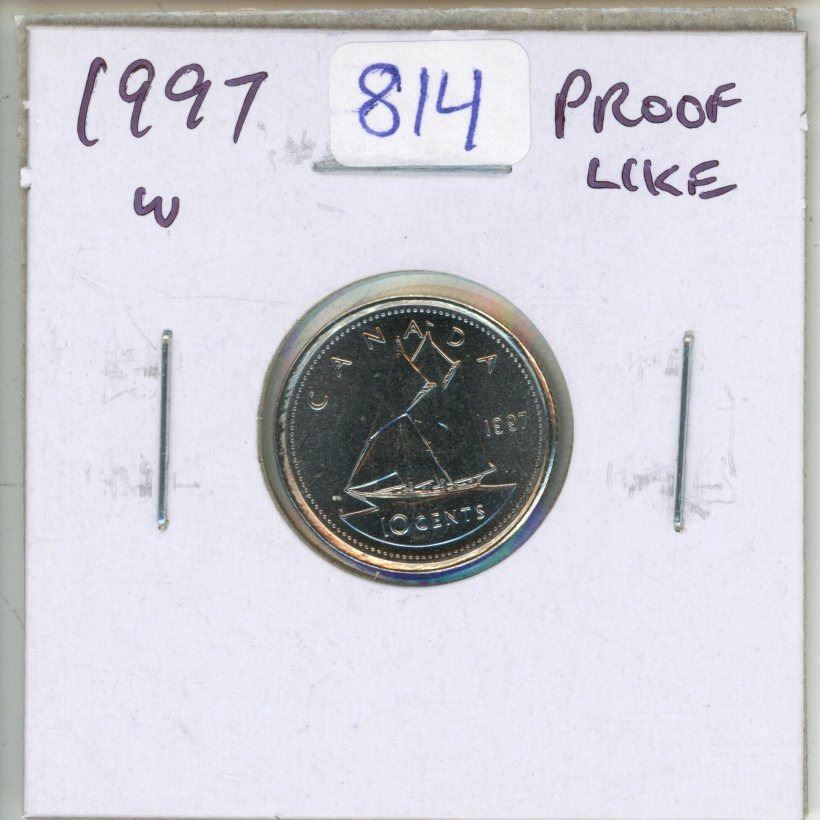 1997
W
814
PROOF
LIKE
CANADA
1997
10 CENTS